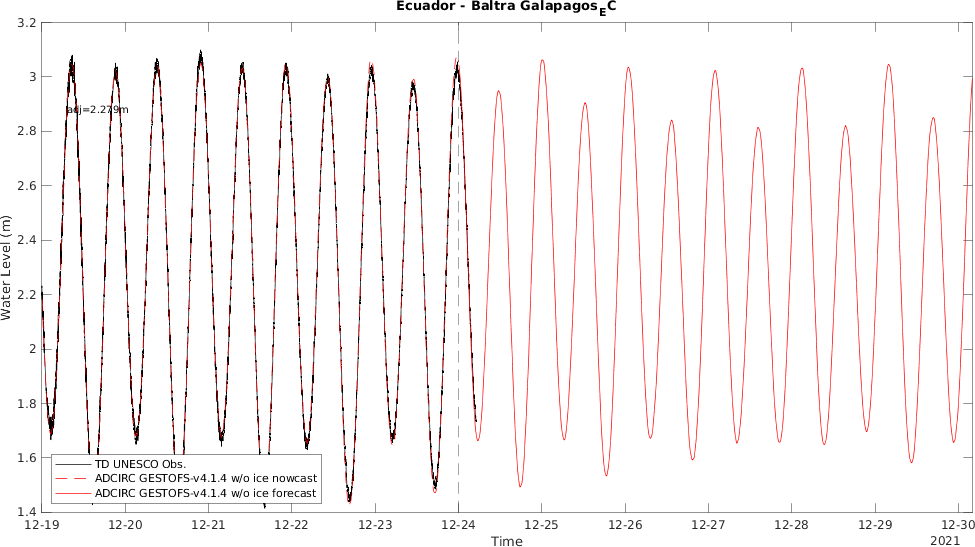 Ecuador - Baltra Galapagos_EC
3.2
3
2.8
2.6
2.4
2.2
2
1.8
1.6
1.4
Water Level (m)
adj=2.279m
TD UNESCO Obs.
ADCIRC GESTOFS-v4.1.4 w/o ice nowcast
ADCIRC GESTOFS-v4.1.4 w/o ice forecast
12-19 12-20 12-21 12-22 12-23 12-24 12-25 12-26 12-27 12-28 12-29 12-30
Time
2021